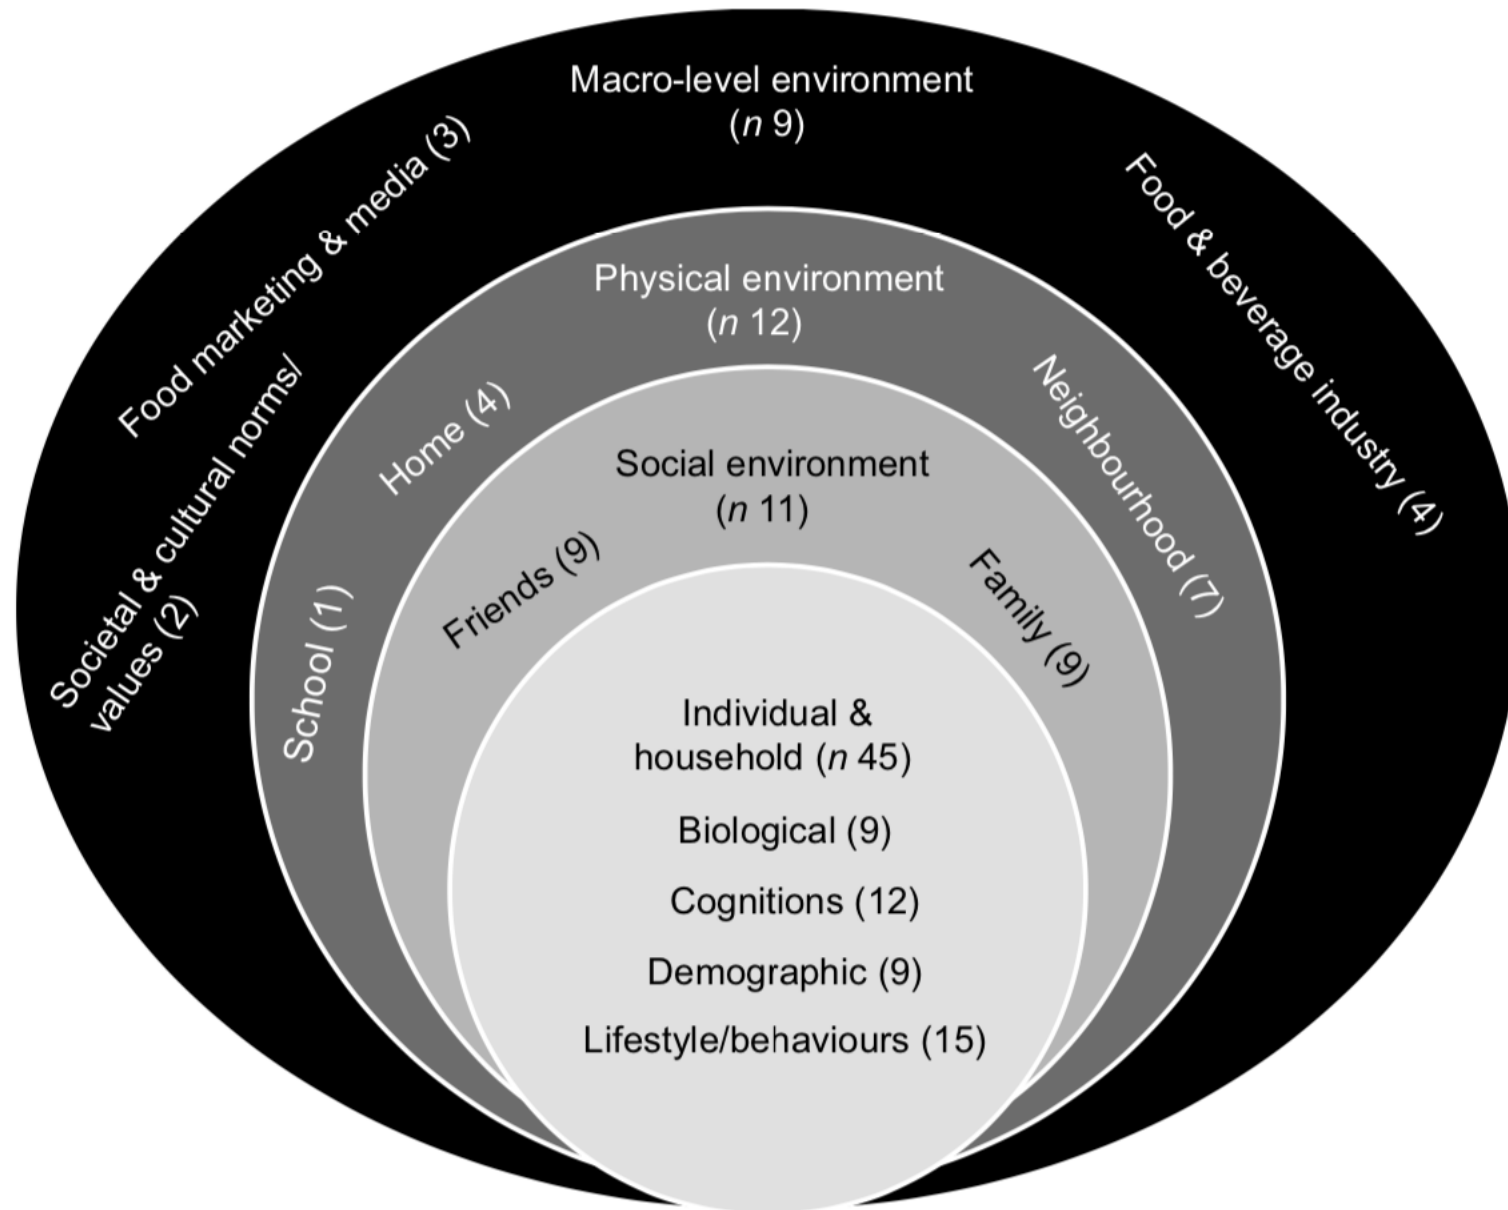 Macro-level environment
(n 9)
Food marketing & media (3)
Food & beverage industry (4)
Societal & cultural norms/
values (2)
Physical environment
(n 12)
Home (4)
Neighbourhood (7)
School (1)
Social environment
(n 11)
Friends (9)
Family (9)
Individual &
household (n 45)
Biological (9)
Cognitions (12)
Demographic (9)
Lifestyle/behaviours (15)